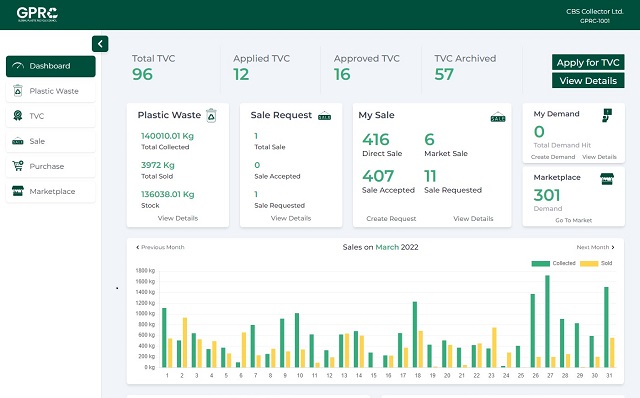 GPRC
GLOBAL PLASTIC RECYCLE COUNCIL
CBS Collector Ltd.
GPRC-1001
Dashboard
Plastic Waste
TVC
Sale
Purchase
Marketplace
Total TVC
96
Applied TVC
12
Approved TVC
16
TVC Archived
57
Apply for TVC
View Details
Plastic Waste
140010.01 Kg
Total Collected
3972 Kg
Total Sold
136038.01 Kg
Stock
View Details
Sale Request
1
Total Sale
0
Sale Accepted
1
Sale Requested
View Details
My Sale
SALE
416
Direct Sale
6
Market Sale
407
Sale Accepted
11
Sale Requested
Create Request
View Details
My Demand
0
Total Demand Hit
Create Demand View Details
Marketplace
301
Demand
Go To Market
Previous Month
Sales on March 2022
Next Month
Collected Sold
1800 kg
1600 kg
1400 kg
1200 kg
1000 kg
800 kg
600 kg
400 kg
200 kg
0 kg
1 2 3 4 5 6 7 8 9 10 11 12 13 14 15 16 17 18 19 20 21 22 23 24 25 26 27 28 29 30 31